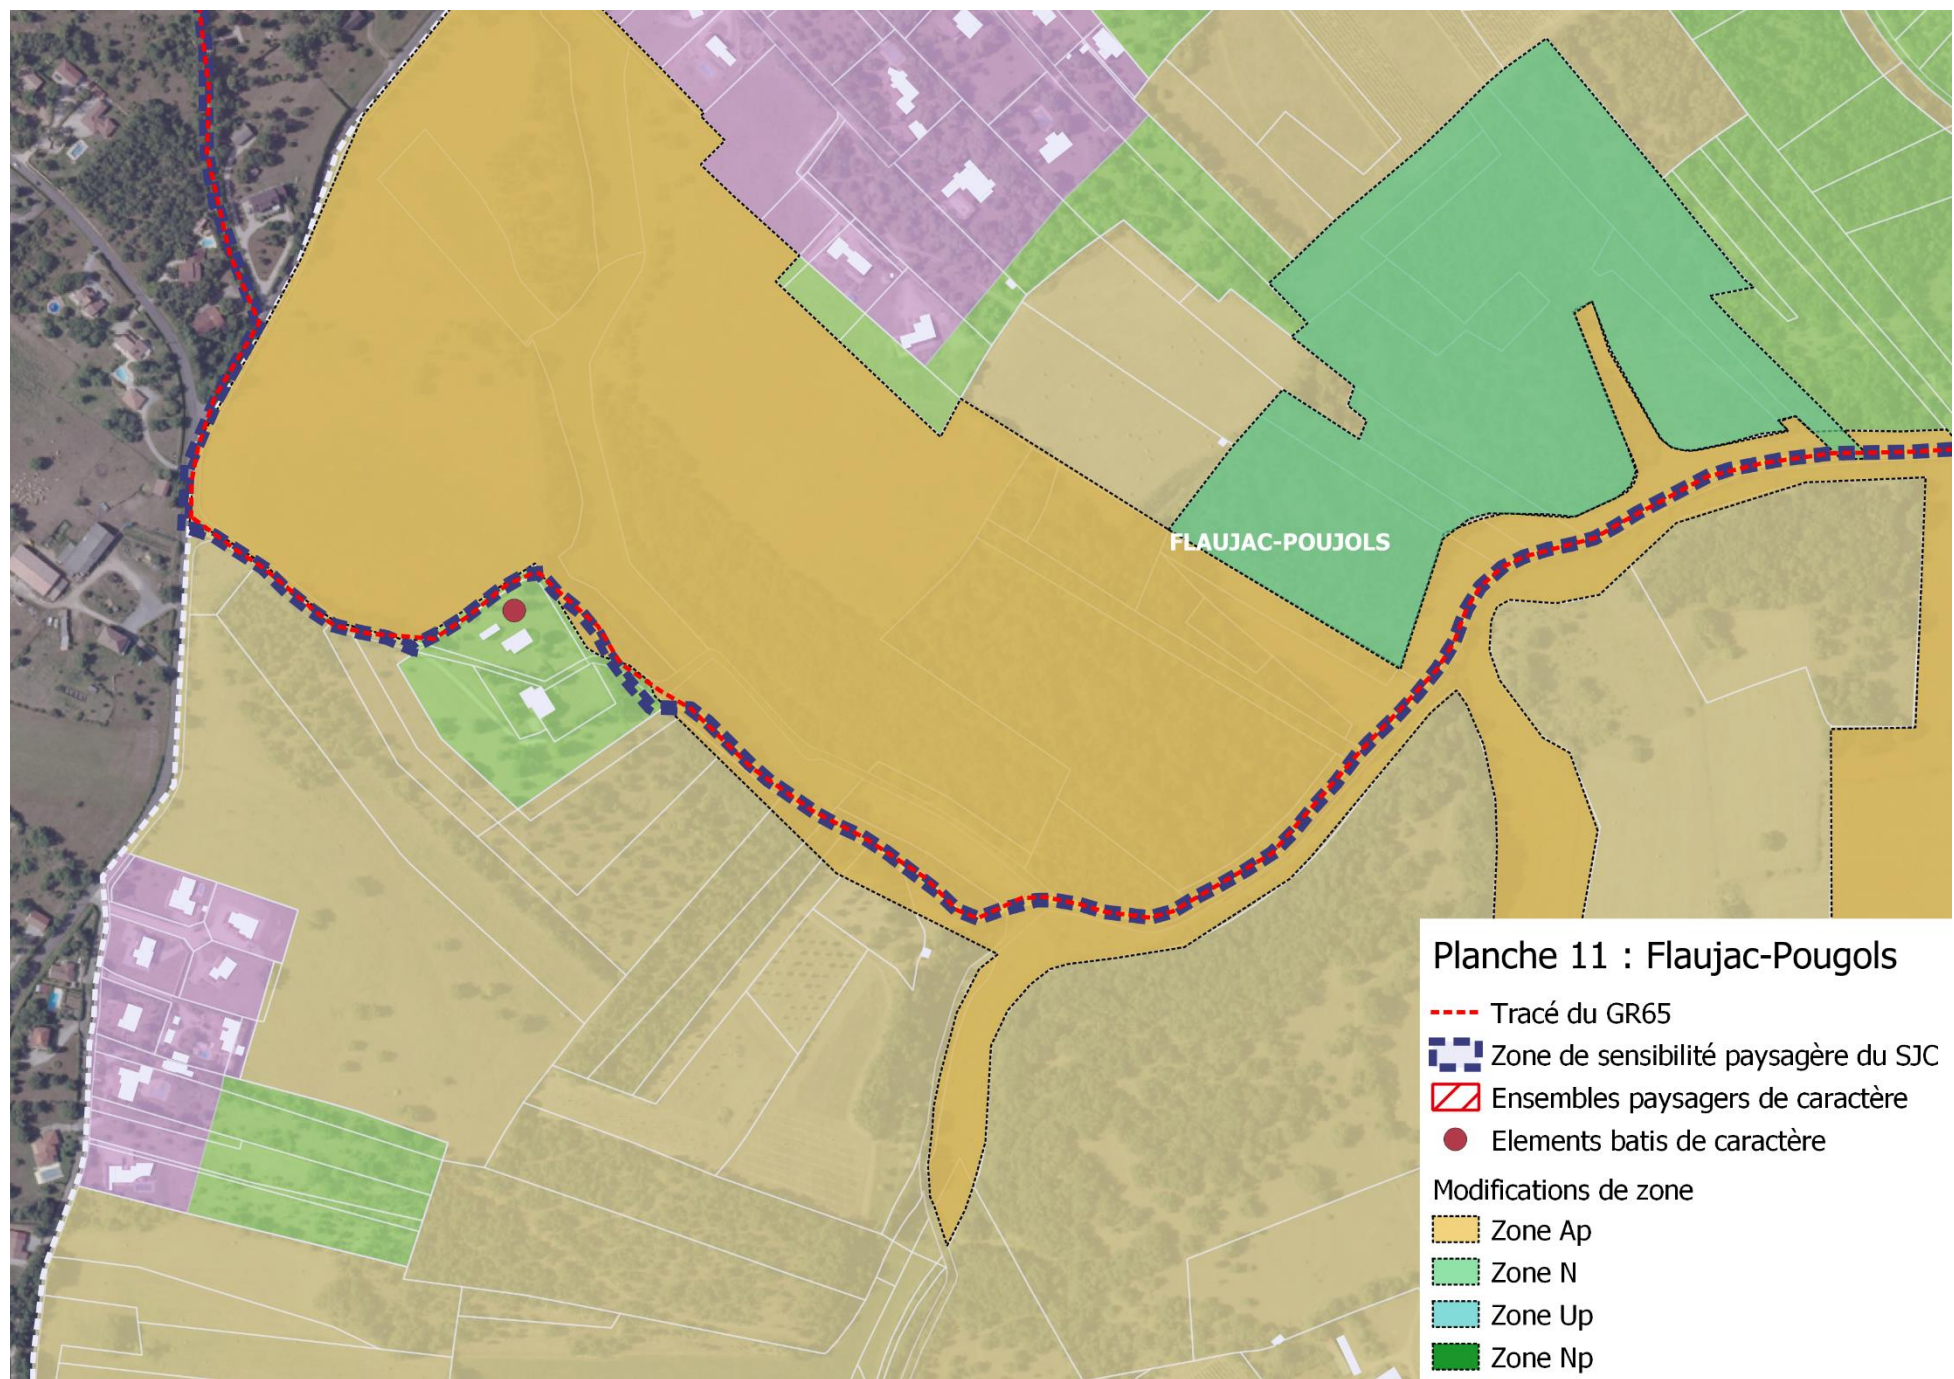 FLAUJAC-POUJOLS
Planche 11 : Flaujac-Pougols
Tracé du GR65
Zone de sensibilité paysagère du SJC
Ensembles paysagers de caractère
Elements batis de caractère
Modifications de zone
Zone Ap
Zone N
Zone Up
Zone Np